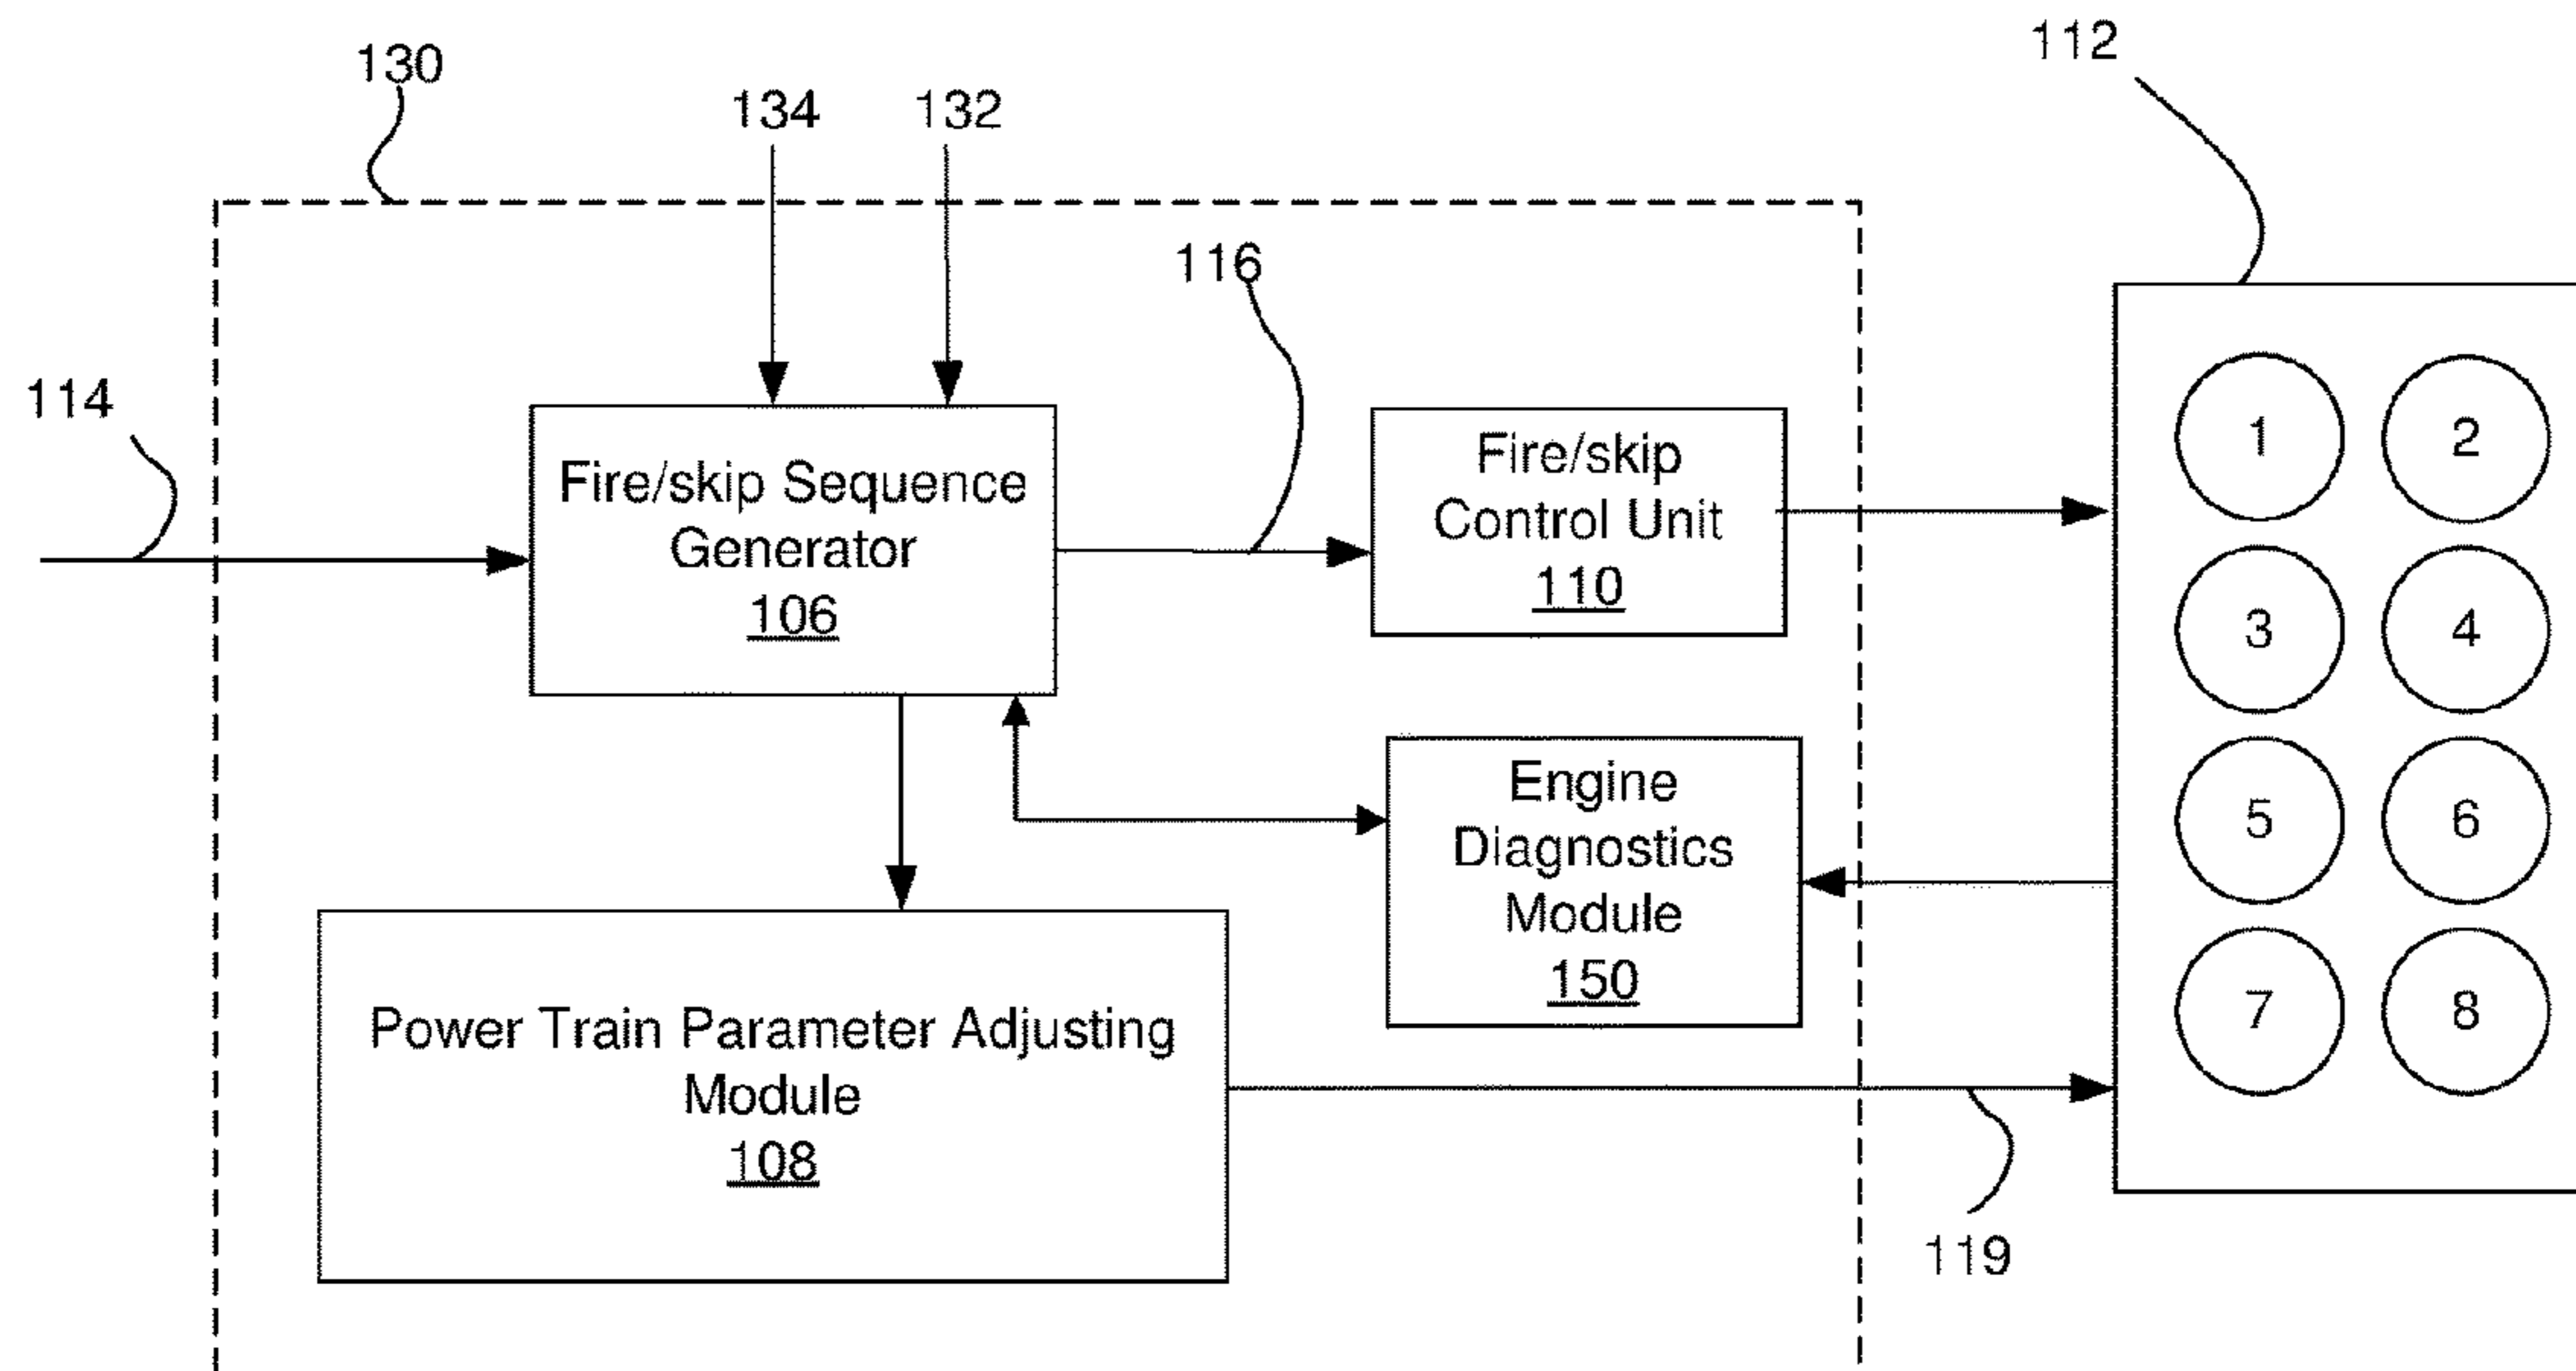 112
130
134 132
116
114
Fire/skip Sequence
Generator
106
Fire/skip
Control Unit
110
1 2
3 4
5 6
7 8
Engine
Diagnostics
Module
150
Power Train Parameter Adjusting
Module
108
119